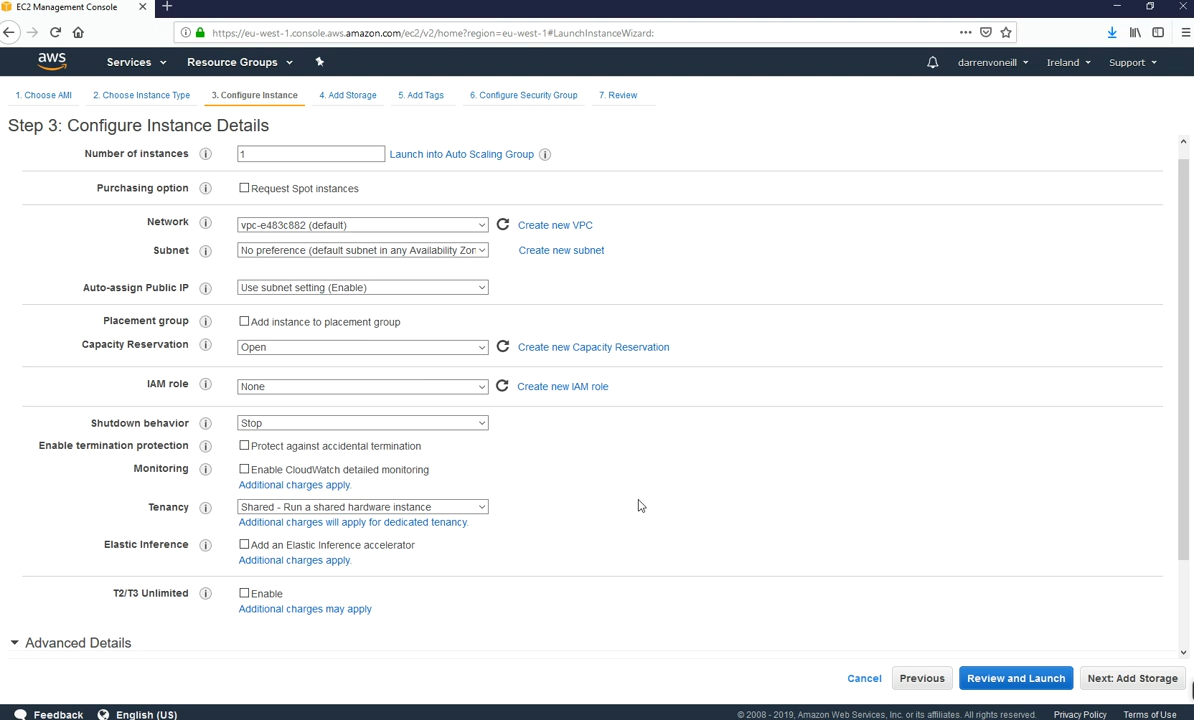 EC2 Management Console
https://eu-west-1.console.aws.amazon.com/ec2/v2/home?region=eu-west-1#LaunchInstanceWizard:
aws Services Resource Groups darrenvoneill Ireland Support
1. Choose AMI 2. Choose Instance Type 3. Configure Instance 4. Add Storage 5. Add Tags 6. Configure Security Group 7. Review
Step 3: Configure Instance Details
Number of instances 1 Launch into Auto Scaling Group
Purchasing option Request Spot instances
Network vpc-e483c882 (default) Create new VPC
Subnet No preference (default subnet in any Availability Zor Create new subnet
Auto-assign Public IP Use subnet setting (Enable)
Placement group Add instance to placement group
Capacity Reservation Open Create new Capacity Reservation
IAM role None Create new IAM role
Shutdown behavior Stop
Enable termination protection Protect against accidental termination
Monitoring Enable CloudWatch detailed monitoring
Additional charges apply.
Tenancy Shared - Run a shared hardware instance
Additional charges will apply for dedicated tenancy.
Elastic Inference Add an Elastic Inference accelerator
Additional charges apply.
T2/T3 Unlimited Enable
Additional charges may apply
Advanced Details
Cancel Previous Review and Launch Next: Add Storage
Feedback English (US) © 2008 - 2019, Amazon Web Services, Inc. or its affiliates. All rights reserved. Privacy Policy Terms of Use